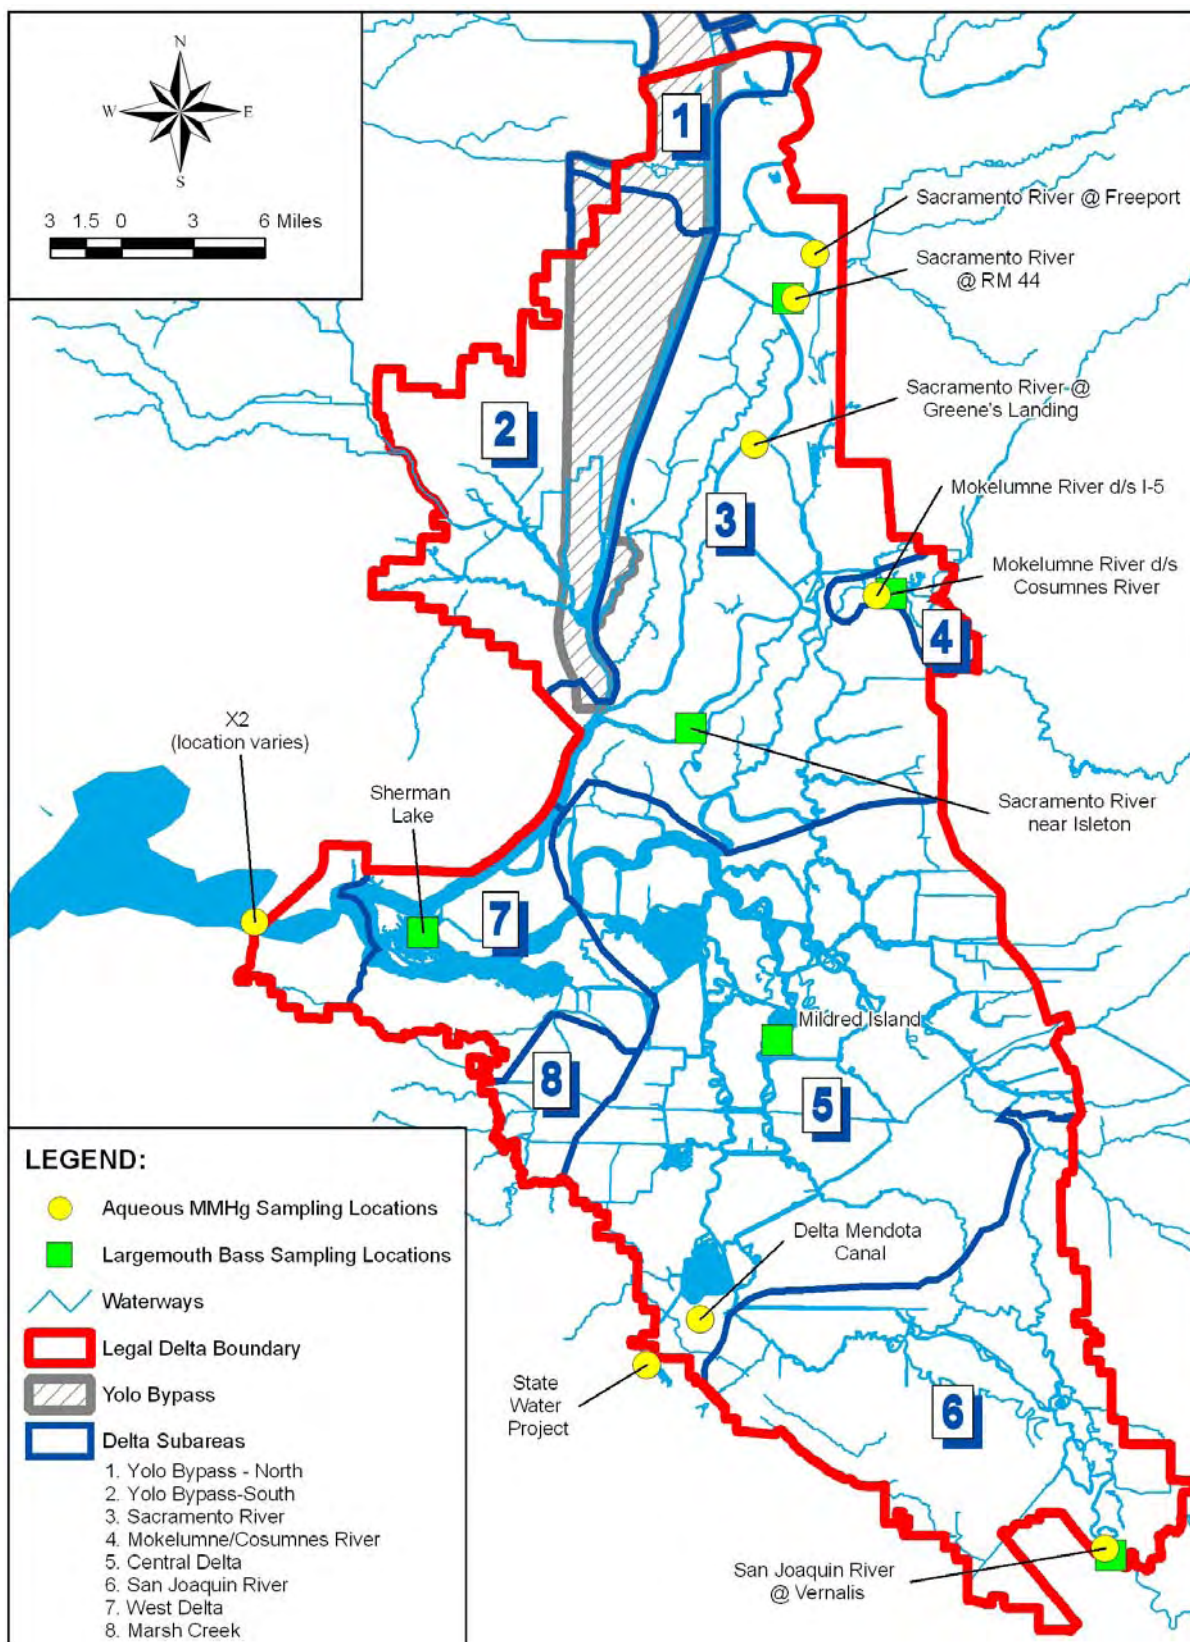 N
W
E
S
3 1.5 0 3 6 Miles
1
Sacramento River @ Freeport
Sacramento River
@ RM 44
2
Sacramento River @
Greene's Landing
3
Mokelumne River d/s I-5
Mokelumne River d/s
Cosumnes River
4
X2
(location varies)
Sherman
Lake
Sacramento River
near Isleton
7
Mildred Island
8
5
Delta Mendota
Canal
State
Water
Project
6
San Joaquin River
@ Vernalis
LEGEND:
Aqueous MMHg Sampling Locations
Largemouth Bass Sampling Locations
Waterways
Legal Delta Boundary
Yolo Bypass
Delta Subareas
1. Yolo Bypass - North
2. Yolo Bypass-South
3. Sacramento River
4. Mokelumne/Cosumnes River
5. Central Delta
6. San Joaquin River
7. West Delta
8. Marsh Creek